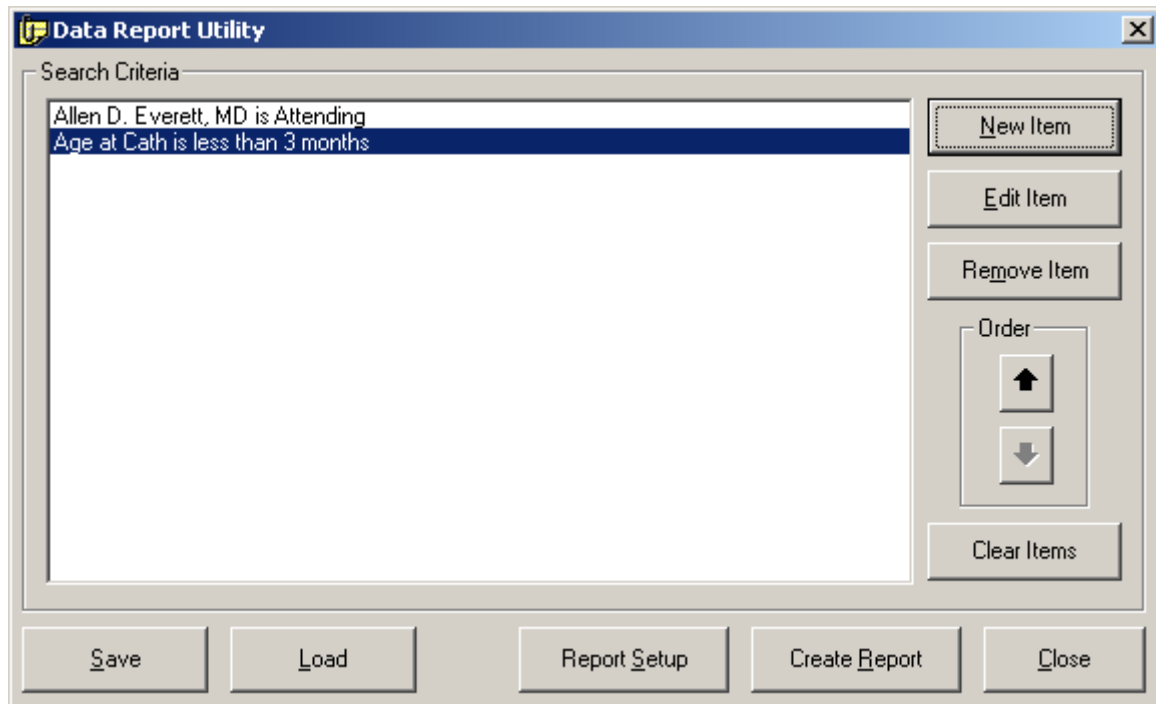 Data Report Utility
Search Criteria
Allen D. Everett, MD is Attending
Age at Cath is less than 3 months
New Item
Edit Item
Remove Item
Order
Clear Items
Save
Load
Report Setup
Create Report
Close